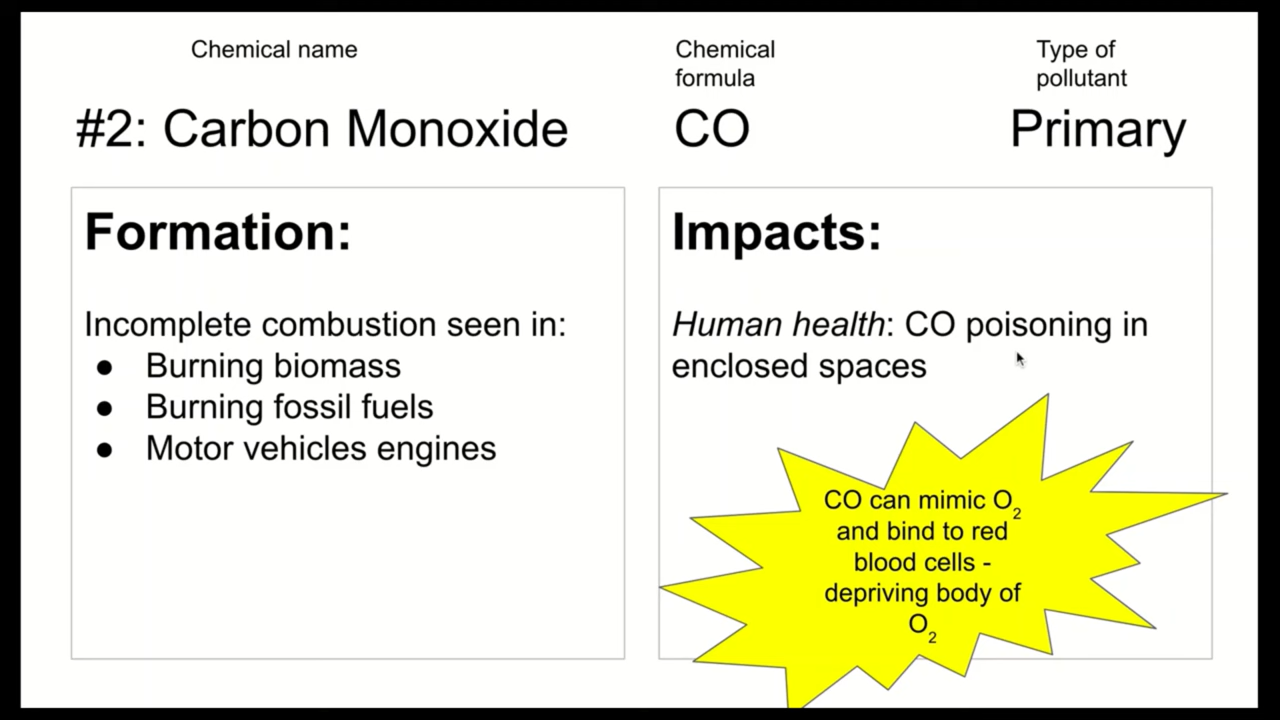 Chemical name
Chemical
formula
Type of
pollutant
#2: Carbon Monoxide
CO
Primary
Formation:
Incomplete combustion seen in:
● Burning biomass
● Burning fossil fuels
● Motor vehicles engines
Impacts:
Human health: CO poisoning in
enclosed spaces
CO can mimic O₂
and bind to red
blood cells -
depriving body of
O₂